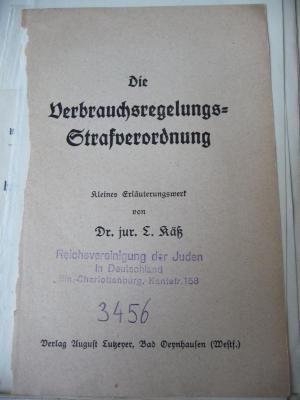 Die
Verbrauchsregelungs=
Strafverordnung
Kleines Erläuterungswerk
von
Dr. jur. L. Käß
Reichsvereinigung der Juden
in Deutschland
Bln.-Charlottenburg, Kantstr. 158
3456
Verlag August Lutzeyer, Bad Oeynhausen (Westf.)